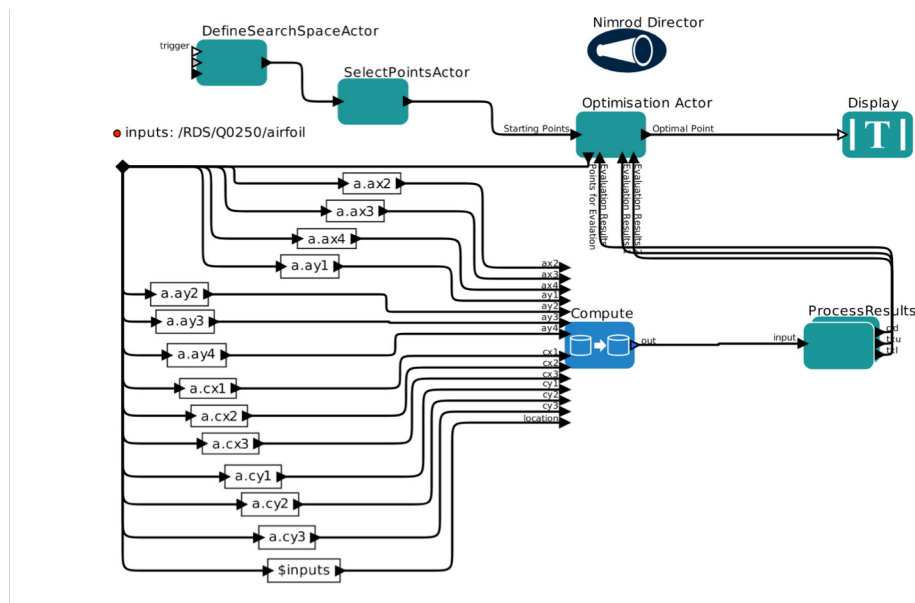 DefineSearchSpaceActor
Nimrod Director
trigger
SelectPointsActor
Optimisation Actor
Display
inputs: /RDS/Q0250/airfoil
Starting Points
Optimal Point
T
Points for Evalation
Evaluation Results
Evaluation Results
Evaluation Results
a.ax2
a.ax3
a.ax4
a.ay1
a.ay2
a.ay3
a.ay4
a.cx1
a.cx2
a.cx3
a.cy1
a.cy2
a.cy3
$inputs
ax2
ax3
ax4
ay1
ay2
ay3
ay4
cx1
cx2
cx3
cy1
cy2
cy3
location
Compute
out
ProcessResults
input